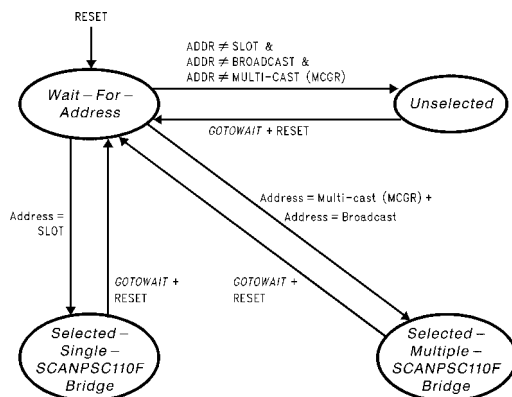 RESET
ADDR ≠ SLOT &
ADDR ≠ BROADCAST &
ADDR ≠ MULTI-CAST (MCGR)
Wait–For–
Address
Unselected
GOTOWAIT + RESET
Address = Multi-cast (MCGR) +
Address = Broadcast
Address =
SLOT
GOTOWAIT +
RESET
GOTOWAIT +
RESET
Selected–
Single–
SCANPSC110F
Bridge
Selected–
Multiple–
SCANPSC110F
Bridge